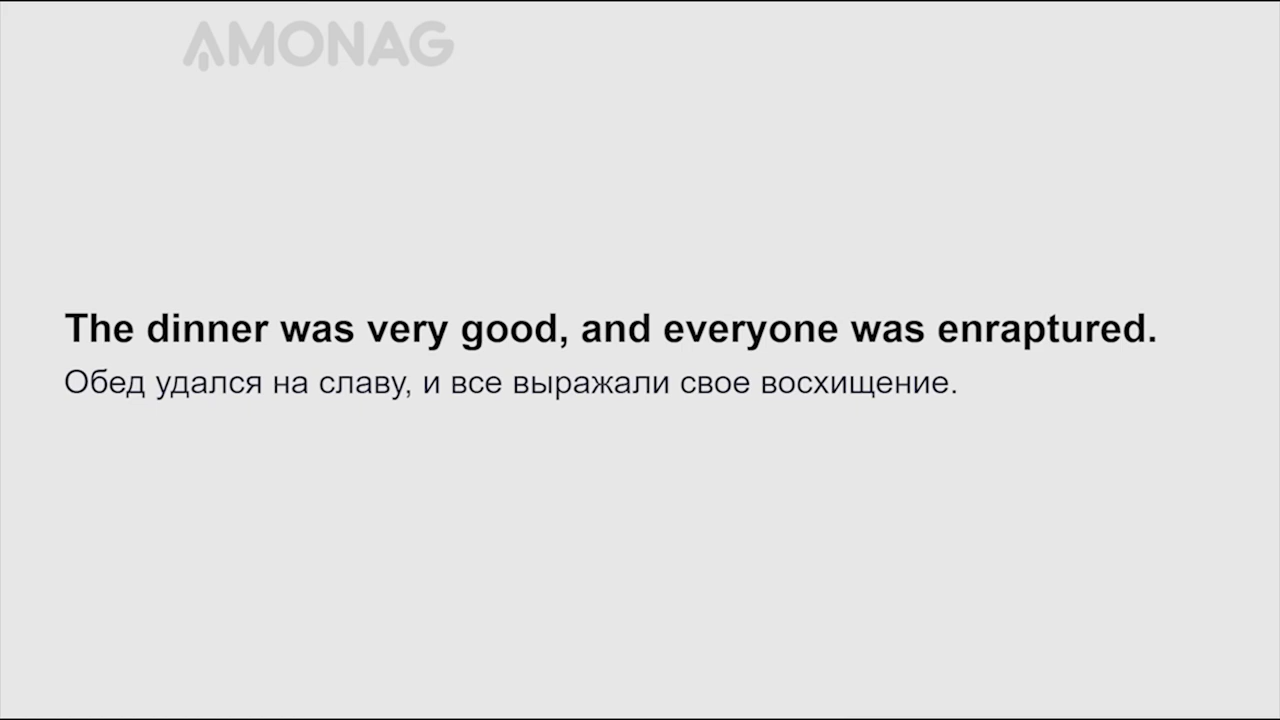 AMONAG
The dinner was very good, and everyone was enraptured.
Обед удался на славу, и все выражали свое восхищение.